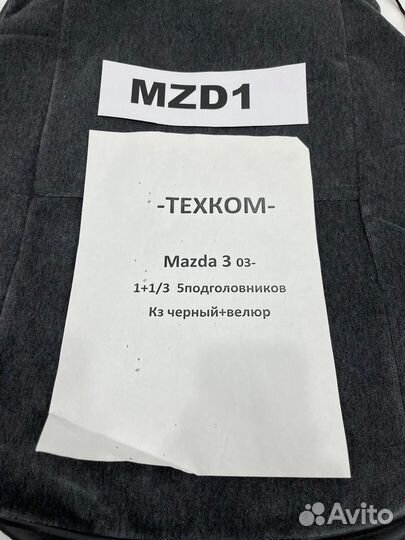 MZD1
-ТЕХКОМ-
Mazda 3 03-
1+1/3 5подголовников
Кз черный+велюр
Avito